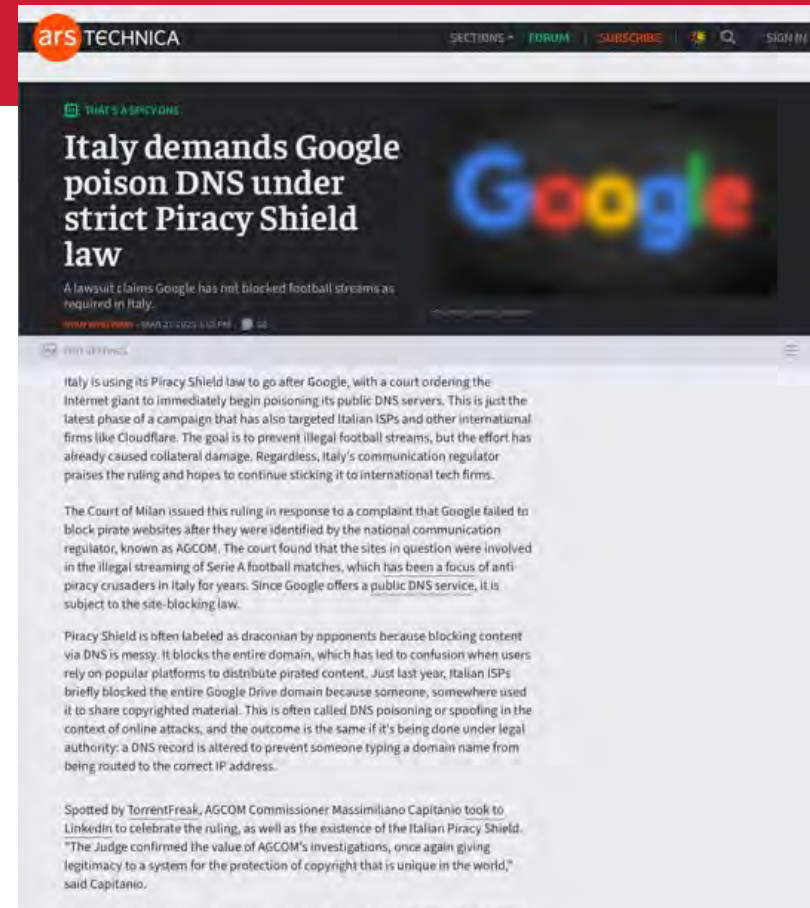 ars TECHNICA
SECTIONS FORUM SUBSCRIBE SIGN IN
THAT'S A SPICY DNS
Italy demands Google
poison DNS under
strict Piracy Shield
law
Google
A lawsuit claims Google has not blocked football streams as
required in Italy.
RYAN WHITWAM – MAR 21, 2025
TEXT SETTINGS
Italy is using its Piracy Shield law to go after Google, with a court ordering the
Internet giant to immediately begin poisoning its public DNS servers. This is just the
latest phase of a campaign that has also targeted Italian ISPs and other international
firms like Cloudflare. The goal is to prevent illegal football streams, but the effort has
already caused collateral damage. Regardless, Italy's communication regulator
praises the ruling and hopes to continue sticking it to international tech firms.
The Court of Milan issued this ruling in response to a complaint that Google failed to
block pirate websites after they were identified by the national communication
regulator, known as AGCOM. The court found that the sites in question were involved
in the illegal streaming of Serie A football matches, which has been a focus of anti-
piracy crusaders in Italy for years. Since Google offers a public DNS service, it is
subject to the site-blocking law.
Piracy Shield is often labeled as draconian by opponents because blocking content
via DNS is messy. It blocks the entire domain, which has led to confusion when users
rely on popular platforms to distribute pirated content. Just last year, Italian ISPs
briefly blocked the entire Google Drive domain because someone, somewhere used
it to share copyrighted material. This is often called DNS poisoning or spoofing in the
context of online attacks, and the outcome is the same if it's being done under legal
authority: a DNS record is altered to prevent someone typing a domain name from
being routed to the correct IP address.
Spotted by TorrentFreak, AGCOM Commissioner Massimiliano Capitanio took to
LinkedIn to celebrate the ruling, as well as the existence of the Italian Piracy Shield.
"The Judge confirmed the value of AGCOM's investigations, once again giving
legitimacy to a system for the protection of copyright that is unique in the world,"
said Capitanio.